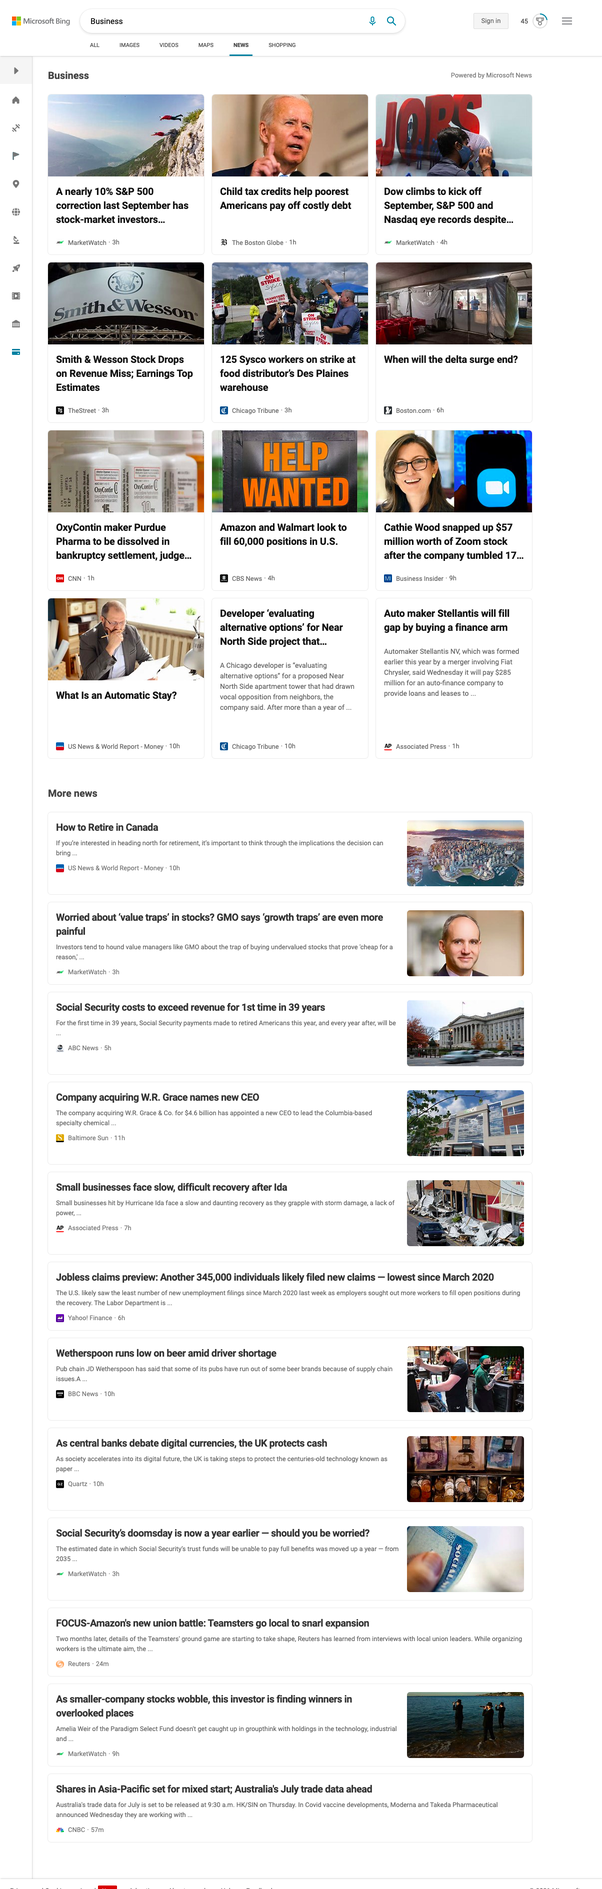 Microsoft Bing
Business
Sign in
45
ALL IMAGES VIDEOS MAPS NEWS SHOPPING
Business
Powered by Microsoft News
A nearly 10% S&P 500
correction last September has
stock-market investors...
MarketWatch · 3h
Child tax credits help poorest
Americans pay off costly debt
The Boston Globe · 1h
JOBS
Dow climbs to kick off
September, S&P 500 and
Nasdaq eye records despite...
MarketWatch · 4h
Smith & Wesson
Smith & Wesson Stock Drops
on Revenue Miss; Earnings Top
Estimates
TheStreet · 3h
ON STRIKE
125 Sysco workers on strike at
food distributor's Des Plaines
warehouse
Chicago Tribune · 3h
When will the delta surge end?
Boston.com · 6h
OxyContin
OxyContin maker Purdue
Pharma to be dissolved in
bankruptcy settlement, judge...
CNN · 1h
HELP
WANTED
Amazon and Walmart look to
fill 60,000 positions in U.S.
CBS News · 4h
Cathie Wood snapped up $57
million worth of Zoom stock
after the company tumbled 17...
Business Insider · 9h
What Is an Automatic Stay?
US News & World Report - Money · 10h
Developer 'evaluating
alternative options' for Near
North Side project that...
A Chicago developer is "evaluating
alternative options" for a proposed Near
North Side apartment tower that had drawn
vocal opposition from neighbors, the
company said. After more than a year of ...
Chicago Tribune · 10h
Auto maker Stellantis will fill
gap by buying a finance arm
Automaker Stellantis NV, which was formed
earlier this year by a merger involving Fiat
Chrysler, said Wednesday it will pay $285
million for an auto-finance company to
provide loans and leases to ...
AP Associated Press · 1h
More news
How to Retire in Canada
If you're interested in heading north for retirement, it's important to think through the implications the decision can
bring ...
US News & World Report - Money · 10h
Worried about 'value traps' in stocks? GMO says 'growth traps' are even more
painful
Investors tend to hound value managers like GMO about the trap of buying undervalued stocks that prove 'cheap for a
reason,' ...
MarketWatch · 3h
Social Security costs to exceed revenue for 1st time in 39 years
For the first time in 39 years, Social Security payments made to retired Americans this year, and every year after, will be
...
ABC News · 5h
Company acquiring W.R. Grace names new CEO
The company acquiring W.R. Grace & Co. for $4.6 billion has appointed a new CEO to lead the Columbia-based
specialty chemical ...
Baltimore Sun · 11h
Small businesses face slow, difficult recovery after Ida
Small businesses hit by Hurricane Ida face a slow and daunting recovery as they grapple with storm damage, a lack of
power, ...
AP Associated Press · 7h
Jobless claims preview: Another 345,000 individuals likely filed new claims — lowest since March 2020
The U.S. likely saw the least number of new unemployment filings since March 2020 last week as employers sought out more workers to fill open positions during
the recovery. The Labor Department is ...
Yahoo! Finance · 6h
Wetherspoon runs low on beer amid driver shortage
Pub chain JD Wetherspoon has said that some of its pubs have run out of some beer brands because of supply chain
issues.A ...
BBC News · 10h
As central banks debate digital currencies, the UK protects cash
As society accelerates into its digital future, the UK is taking steps to protect the centuries-old technology known as
paper ...
Quartz · 10h
Social Security's doomsday is now a year earlier — should you be worried?
The estimated date in which Social Security's trust funds will be unable to pay full benefits was moved up a year — from
2035 ...
MarketWatch · 3h
SOCIAL
FOCUS-Amazon's new union battle: Teamsters go local to snarl expansion
Two months later, details of the Teamsters' ground game are starting to take shape, Reuters has learned from interviews with local union leaders. While organizing
workers is the ultimate aim, the ...
Reuters · 24m
As smaller-company stocks wobble, this investor is finding winners in
overlooked places
Amelia Weir of the Paradigm Select Fund doesn't get caught up in groupthink with holdings in the technology, industrial
and ...
MarketWatch · 9h
Shares in Asia-Pacific set for mixed start; Australia's July trade data ahead
Australia's trade data for July is set to be released at 9:30 a.m. HK/SIN on Thursday. In Covid vaccine developments, Moderna and Takeda Pharmaceutical
announced Wednesday they are working with ...
CNBC · 57m